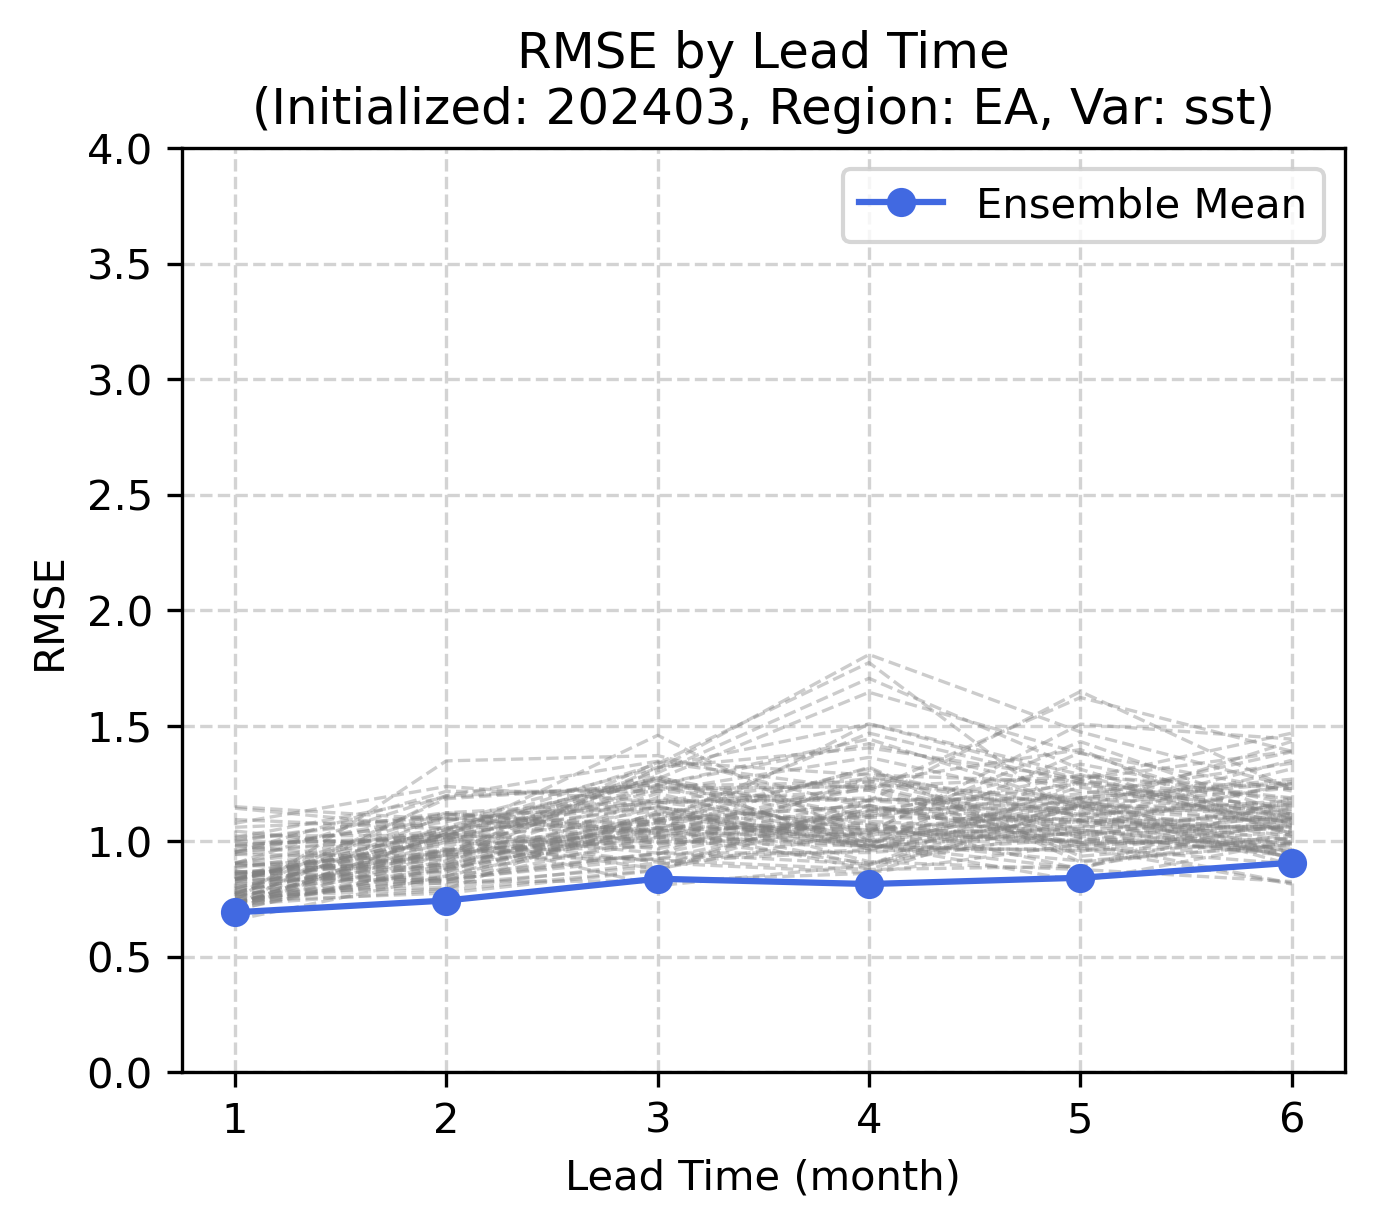 RMSE by Lead Time
(Initialized: 202403, Region: EA, Var: sst)
Ensemble Mean
4.0
3.5
3.0
2.5
2.0
1.5
1.0
0.5
0.0
RMSE
1 2 3 4 5 6
Lead Time (month)